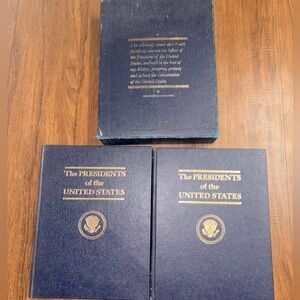 I do solemnly swear that I will
faithfully execute the Office of
the President of the United
States, and will to the best of
my Ability, preserve, protect,
and defend the Constitution
of the United States.
The PRESIDENTS
of the
UNITED STATES
The PRESIDENTS
of the
UNITED STATES